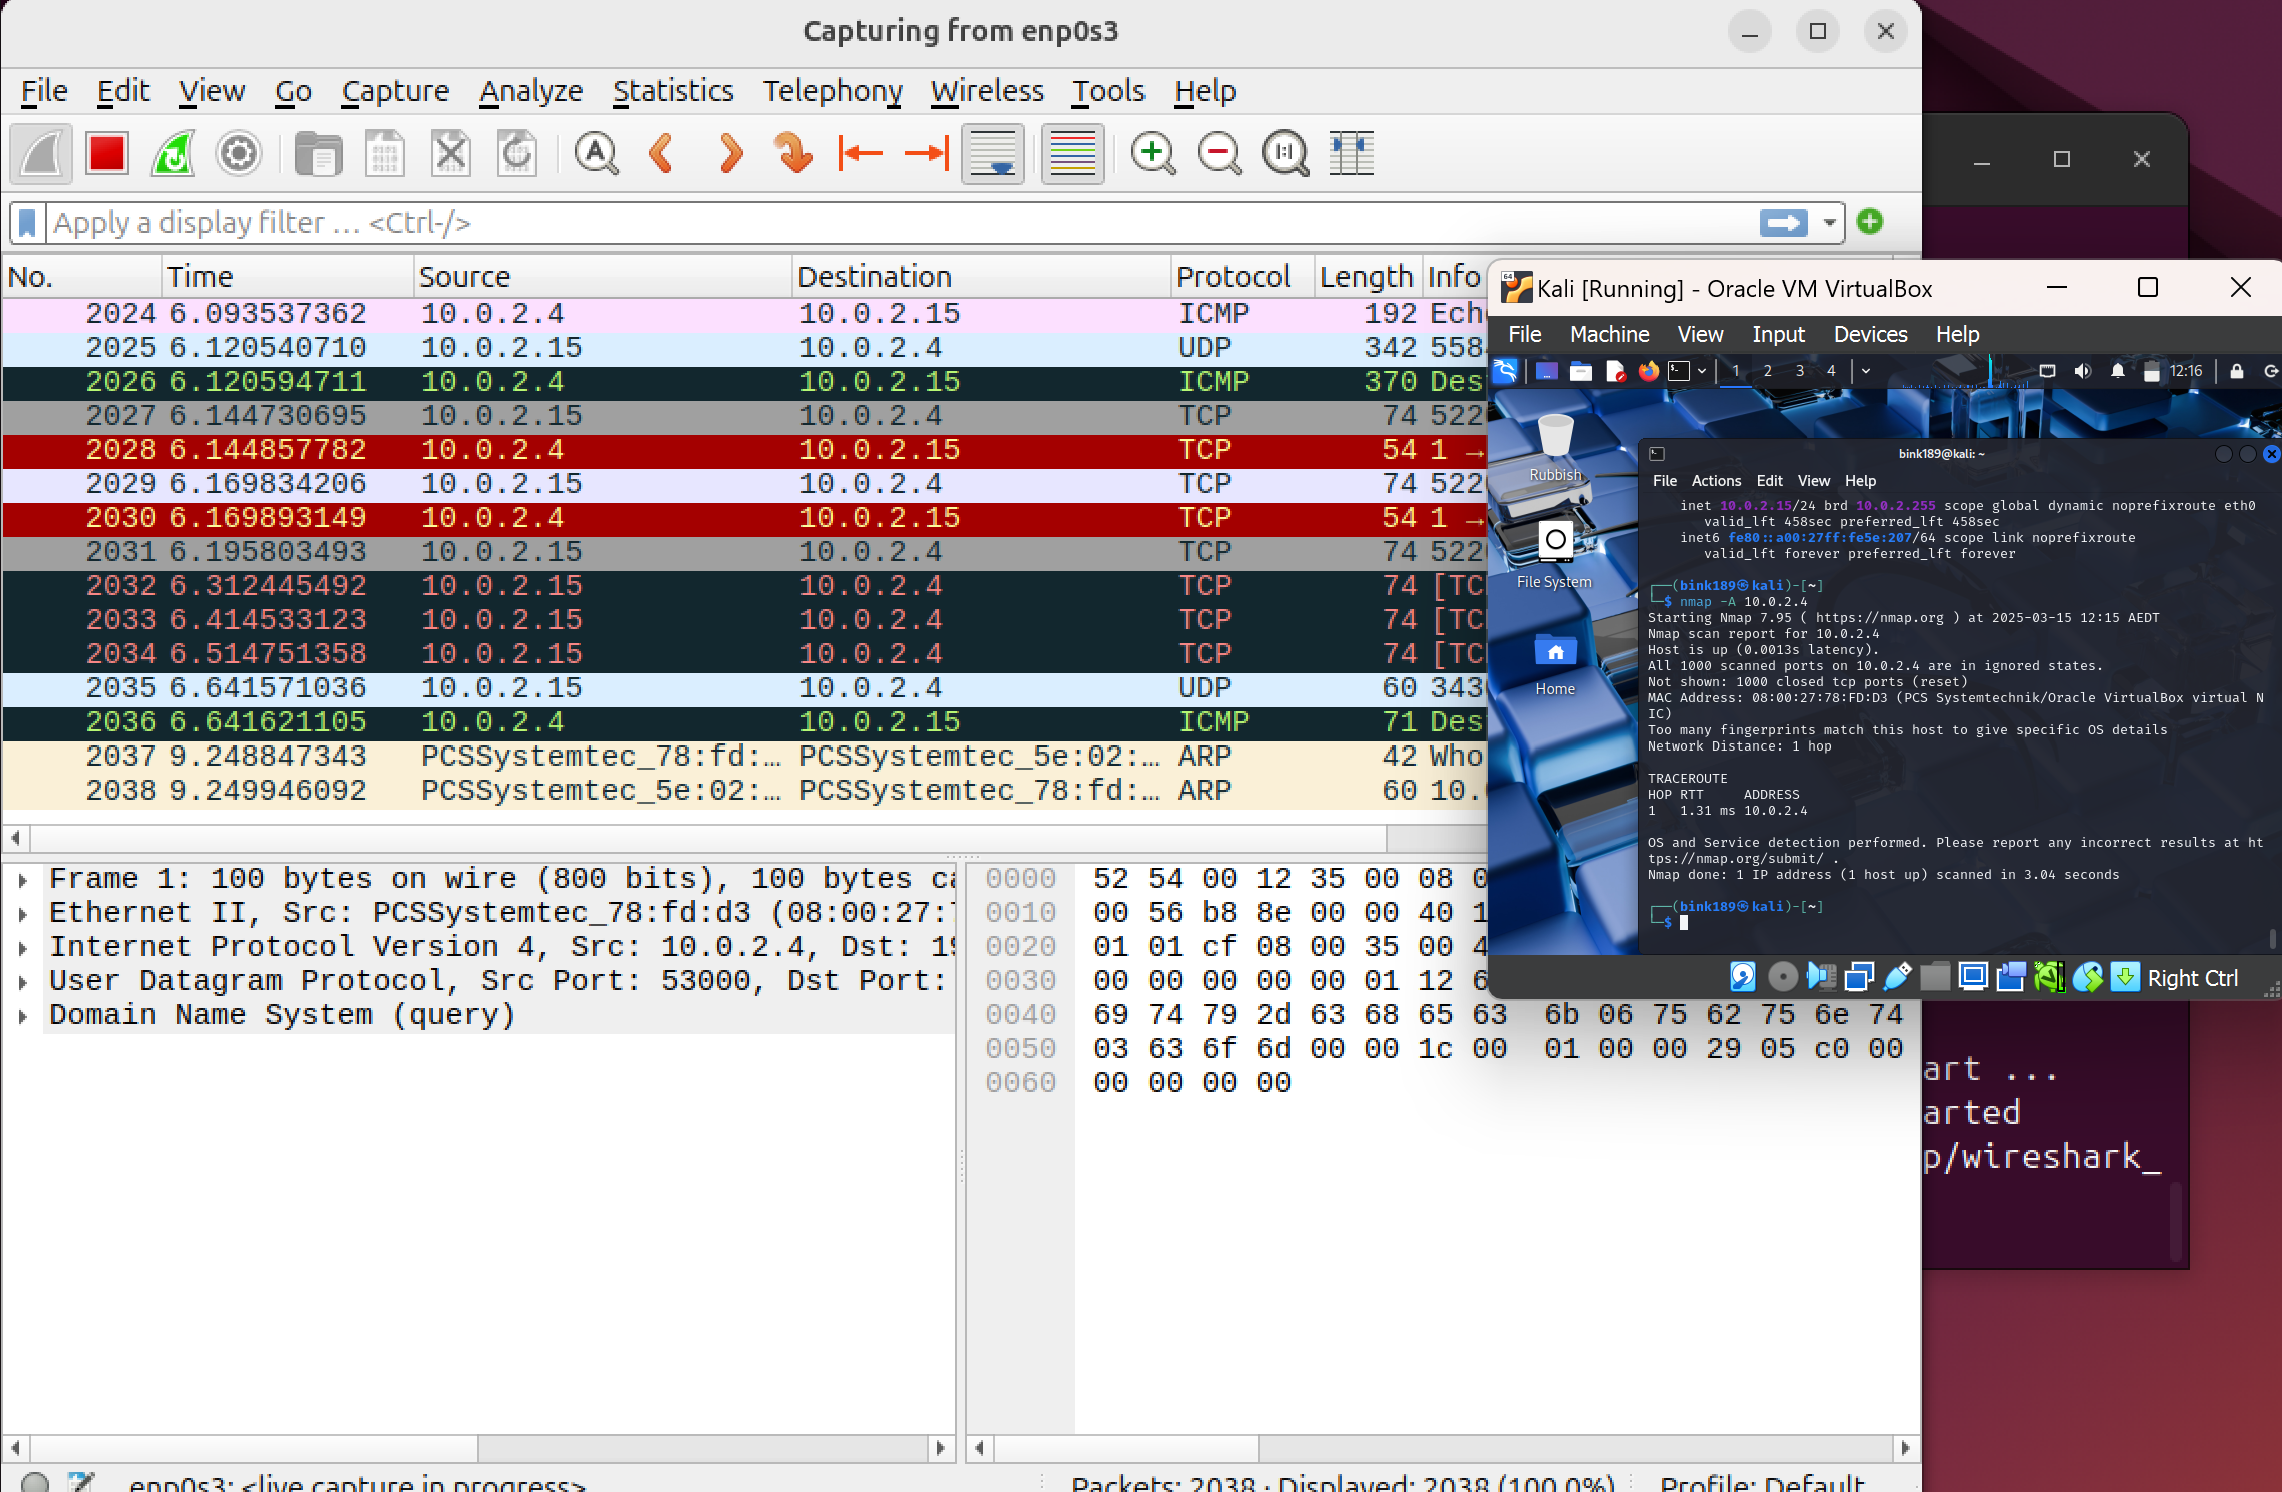 Capturing from enp0s3
File Edit View Go Capture Analyze Statistics Telephony Wireless Tools Help
Apply a display filter … <Ctrl-/>
No. Time Source Destination Protocol Length Info
2024 6.093537362 10.0.2.4 10.0.2.15 ICMP 192 Ech
2025 6.120540710 10.0.2.15 10.0.2.4 UDP 342 558
2026 6.120594711 10.0.2.4 10.0.2.15 ICMP 370 Des
2027 6.144730695 10.0.2.15 10.0.2.4 TCP 74 522
2028 6.144857782 10.0.2.4 10.0.2.15 TCP 54 1 →
2029 6.169834206 10.0.2.15 10.0.2.4 TCP 74 522
2030 6.169893149 10.0.2.4 10.0.2.15 TCP 54 1 →
2031 6.195803493 10.0.2.15 10.0.2.4 TCP 74 522
2032 6.312445492 10.0.2.15 10.0.2.4 TCP 74 [TC
2033 6.414533123 10.0.2.15 10.0.2.4 TCP 74 [TC
2034 6.514751358 10.0.2.15 10.0.2.4 TCP 74 [TC
2035 6.641571036 10.0.2.15 10.0.2.4 UDP 60 343
2036 6.641621105 10.0.2.4 10.0.2.15 ICMP 71 Des
2037 9.248847343 PCSSystemtec_78:fd:… PCSSystemtec_5e:02:… ARP 42 Who
2038 9.249946092 PCSSystemtec_5e:02:… PCSSystemtec_78:fd:… ARP 60 10.
Frame 1: 100 bytes on wire (800 bits), 100 bytes ca
Ethernet II, Src: PCSSystemtec_78:fd:d3 (08:00:27:7
Internet Protocol Version 4, Src: 10.0.2.4, Dst: 19
User Datagram Protocol, Src Port: 53000, Dst Port:
Domain Name System (query)
0000 52 54 00 12 35 00 08 0
0010 00 56 b8 8e 00 00 40 1
0020 01 01 cf 08 00 35 00 4
0030 00 00 00 00 00 01 12 6
0040 69 74 79 2d 63 68 65 63 6b 06 75 62 75 6e 74
0050 03 63 6f 6d 00 00 1c 00 01 00 00 29 05 c0 00
0060 00 00 00 00
enp0s3: <live capture in progress>
Packets: 2038 · Displayed: 2038 (100.0%)
Profile: Default
Kali [Running] - Oracle VM VirtualBox
File Machine View Input Devices Help
1 2 3 4
12:16
Rubbish
File System
Home
bink189@kali: ~
File Actions Edit View Help
inet 10.0.2.15/24 brd 10.0.2.255 scope global dynamic noprefixroute eth0
valid_lft 458sec preferred_lft 458sec
inet6 fe80::a00:27ff:fe5e:207/64 scope link noprefixroute
valid_lft forever preferred_lft forever
┌──(bink189㉿kali)-[~]
└─$ nmap -A 10.0.2.4
Starting Nmap 7.95 ( https://nmap.org ) at 2025-03-15 12:15 AEDT
Nmap scan report for 10.0.2.4
Host is up (0.0013s latency).
All 1000 scanned ports on 10.0.2.4 are in ignored states.
Not shown: 1000 closed tcp ports (reset)
MAC Address: 08:00:27:78:FD:D3 (PCS Systemtechnik/Oracle VirtualBox virtual N
IC)
Too many fingerprints match this host to give specific OS details
Network Distance: 1 hop
TRACEROUTE
HOP RTT ADDRESS
1 1.31 ms 10.0.2.4
OS and Service detection performed. Please report any incorrect results at ht
tps://nmap.org/submit/ .
Nmap done: 1 IP address (1 host up) scanned in 3.04 seconds
┌──(bink189㉿kali)-[~]
└─$
Right Ctrl
art ...
arted
p/wireshark_